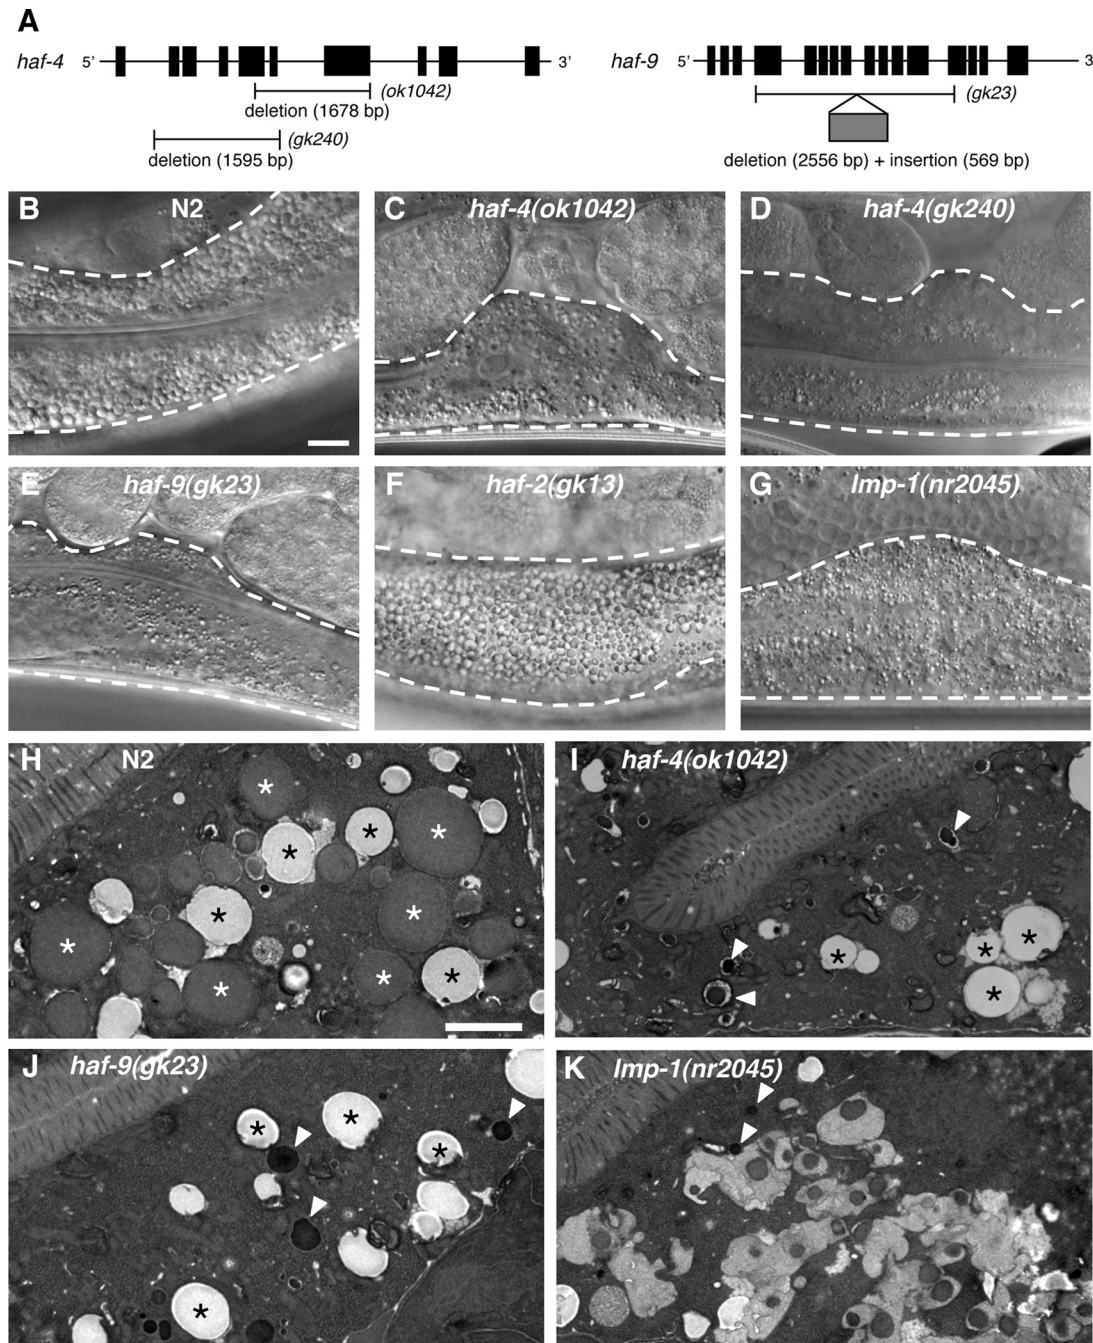 A
haf-4 5’ 3’
(ok1042)
deletion (1678 bp)
(gk240)
deletion (1595 bp)
haf-9 5’ 3
(gk23)
deletion (2556 bp) + insertion (569 bp)
B N2
C haf-4(ok1042)
D haf-4(gk240)
E haf-9(gk23)
F haf-2(gk13)
G lmp-1(nr2045)
H N2
I haf-4(ok1042)
J haf-9(gk23)
K lmp-1(nr2045)